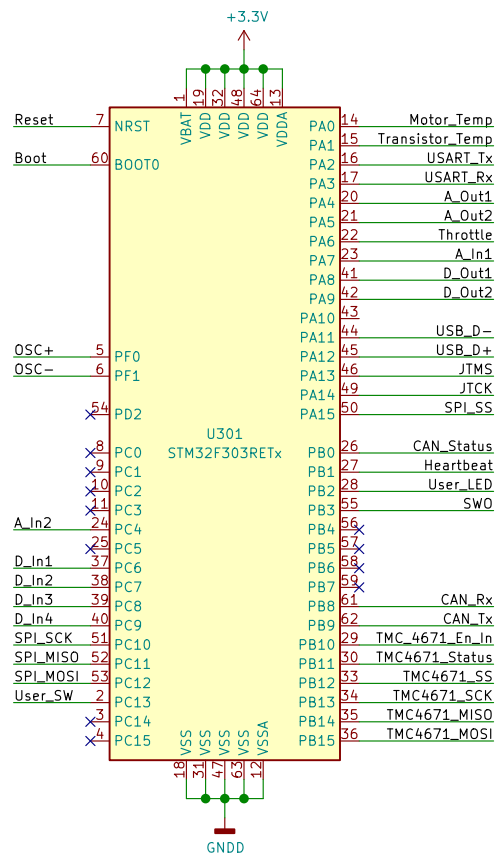 +3.3V
1 19 32 48 64 13
VBAT VDD VDD VDD VDD VDDA
Reset 7 NRST
Boot 60 BOOT0
OSC+ 5 PF0
OSC- 6 PF1
54 PD2
8 PC0
9 PC1
10 PC2
11 PC3
A_In2 24 PC4
25 PC5
D_In1 37 PC6
D_In2 38 PC7
D_In3 39 PC8
D_In4 40 PC9
SPI_SCK 51 PC10
SPI_MISO 52 PC11
SPI_MOSI 53 PC12
User_SW 2 PC13
3 PC14
4 PC15
U301
STM32F303RETx
PA0 14 Motor_Temp
PA1 15 Transistor_Temp
PA2 16 USART_Tx
PA3 17 USART_Rx
PA4 20 A_Out1
PA5 21 A_Out2
PA6 22 Throttle
PA7 23 A_In1
PA8 41 D_Out1
PA9 42 D_Out2
PA10 43
PA11 44 USB_D-
PA12 45 USB_D+
PA13 46 JTMS
PA14 49 JTCK
PA15 50 SPI_SS
PB0 26 CAN_Status
PB1 27 Heartbeat
PB2 28 User_LED
PB3 55 SWO
PB4 56
PB5 57
PB6 58
PB7 59
PB8 61 CAN_Rx
PB9 62 CAN_Tx
PB10 29 TMC_4671_En_In
PB11 30 TMC4671_Status
PB12 33 TMC4671_SS
PB13 34 TMC4671_SCK
PB14 35 TMC4671_MISO
PB15 36 TMC4671_MOSI
VSS VSS VSS VSS VSSA
18 31 47 63 12
GNDD